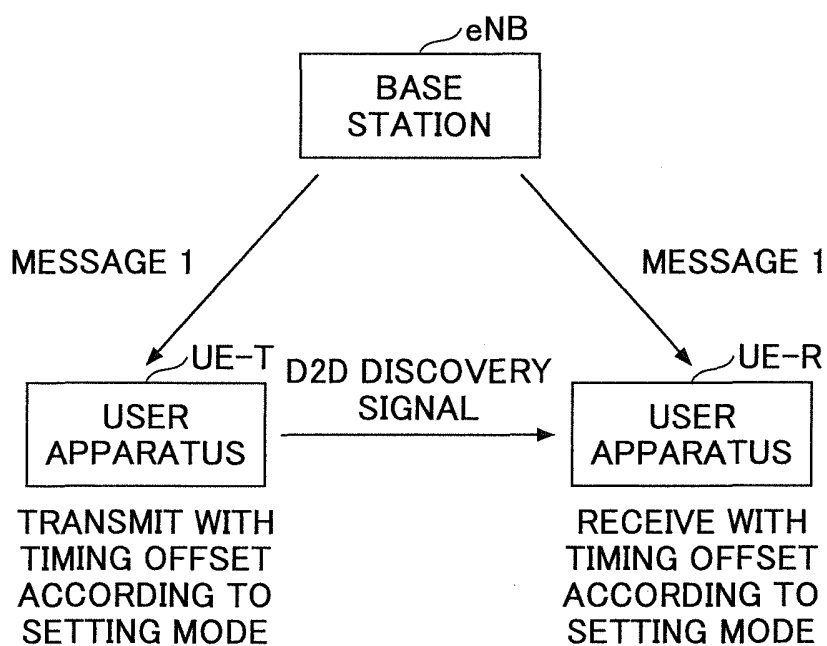 eNB
BASE
STATION
MESSAGE 1
MESSAGE 1
UE-T
D2D DISCOVERY
SIGNAL
UE-R
USER
APPARATUS
USER
APPARATUS
TRANSMIT WITH
TIMING OFFSET
ACCORDING TO
SETTING MODE
RECEIVE WITH
TIMING OFFSET
ACCORDING TO
SETTING MODE